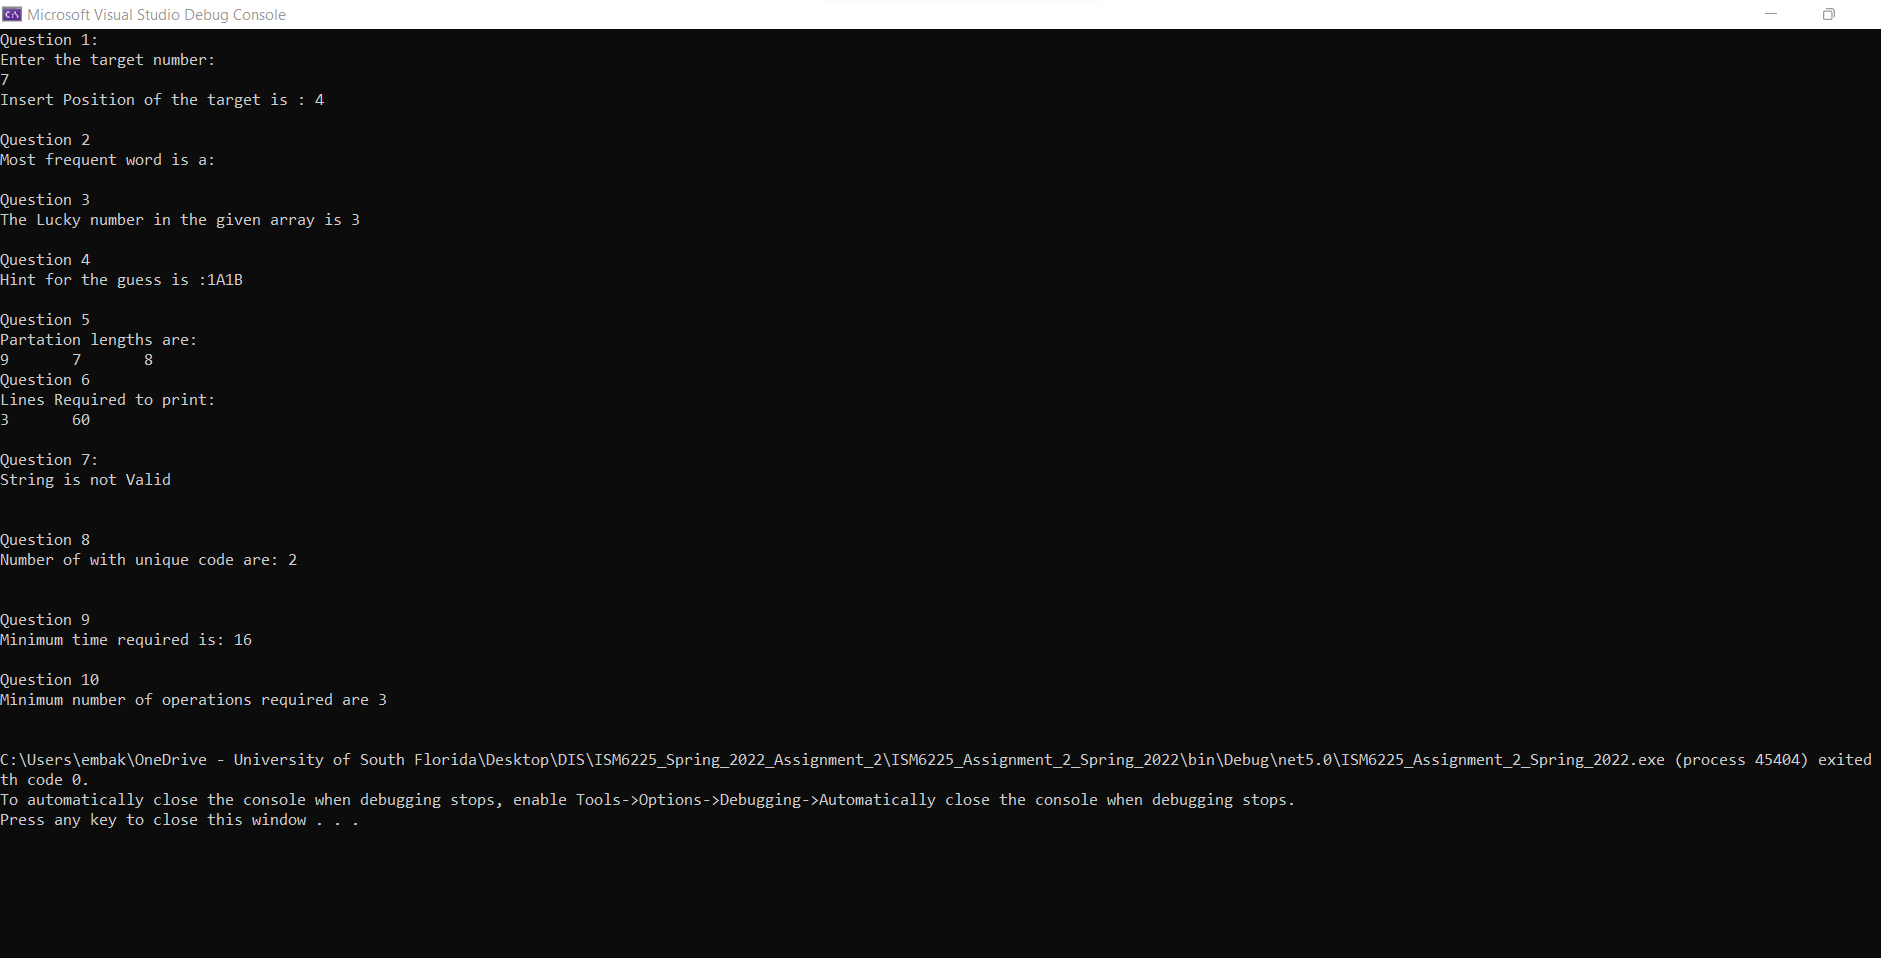 Microsoft Visual Studio Debug Console
Question 1:
Enter the target number:
7
Insert Position of the target is : 4
Question 2
Most frequent word is a:
Question 3
The Lucky number in the given array is 3
Question 4
Hint for the guess is :1A1B
Question 5
Partation lengths are:
9 7 8
Question 6
Lines Required to print:
3 60
Question 7:
String is not Valid
Question 8
Number of with unique code are: 2
Question 9
Minimum time required is: 16
Question 10
Minimum number of operations required are 3
C:\Users\embak\OneDrive - University of South Florida\Desktop\DIS\ISM6225_Spring_2022_Assignment_2\ISM6225_Assignment_2_Spring_2022\bin\Debug\net5.0\ISM6225_Assignment_2_Spring_2022.exe (process 45404) exited
th code 0.
To automatically close the console when debugging stops, enable Tools->Options->Debugging->Automatically close the console when debugging stops.
Press any key to close this window . . .